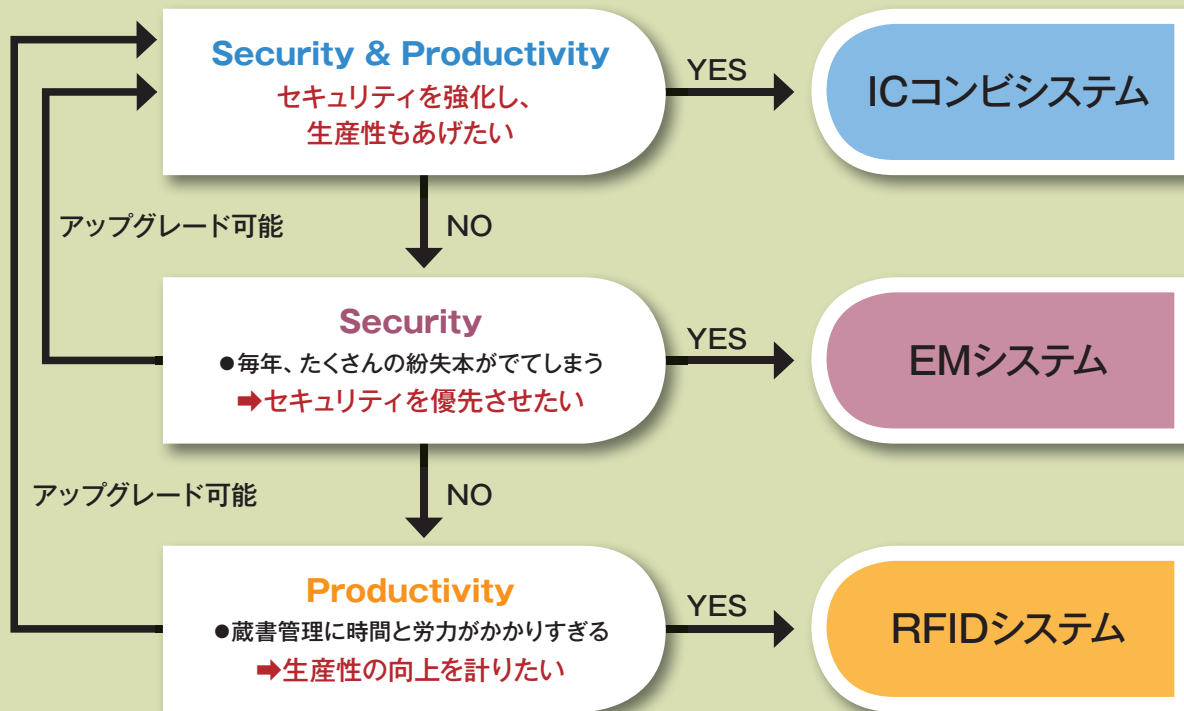 Security & Productivity
セキュリティを強化し、
生産性もあげたい
YES
ICコンビシステム
アップグレード可能
NO
Security
●毎年、たくさんの紛失本がでてしまう
➡セキュリティを優先させたい
YES
EMシステム
アップグレード可能
NO
Productivity
●蔵書管理に時間と労力がかかりすぎる
➡生産性の向上を計りたい
YES
RFIDシステム